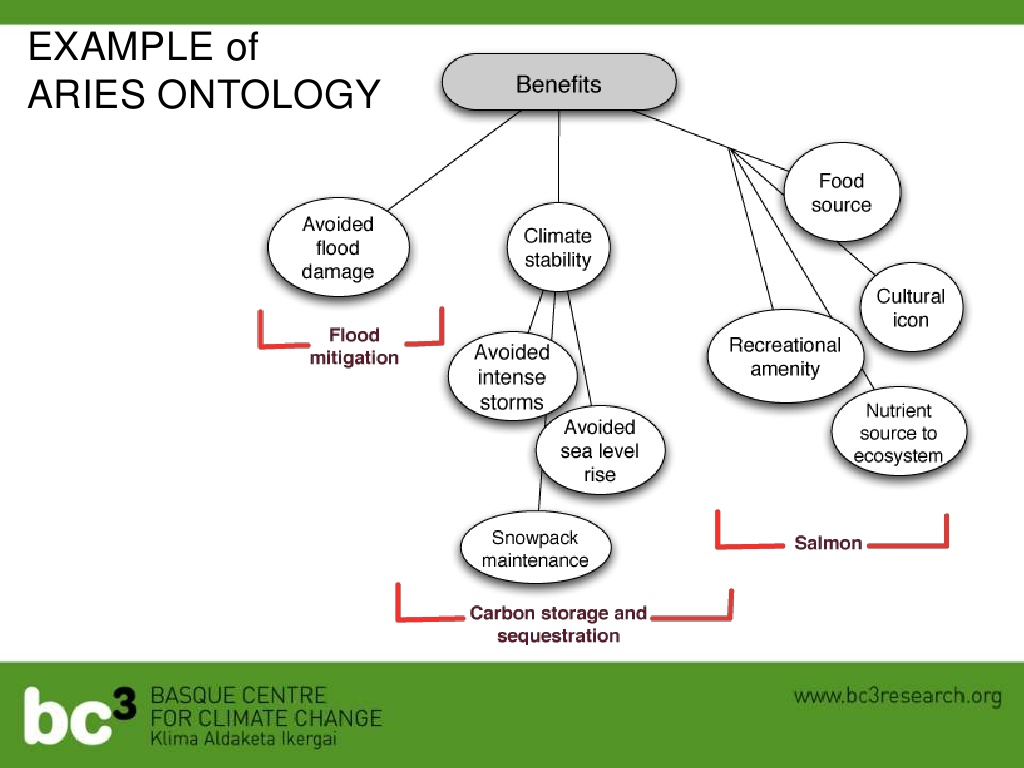 EXAMPLE of
ARIES ONTOLOGY
Benefits
Avoided
flood
damage
Climate
stability
Food
source
Cultural
icon
Recreational
amenity
Nutrient
source to
ecosystem
Avoided
intense
storms
Avoided
sea level
rise
Snowpack
maintenance
Flood
mitigation
Carbon storage and
sequestration
Salmon
bc3
BASQUE CENTRE
FOR CLIMATE CHANGE
Klima Aldaketa Ikergai
www.bc3research.org